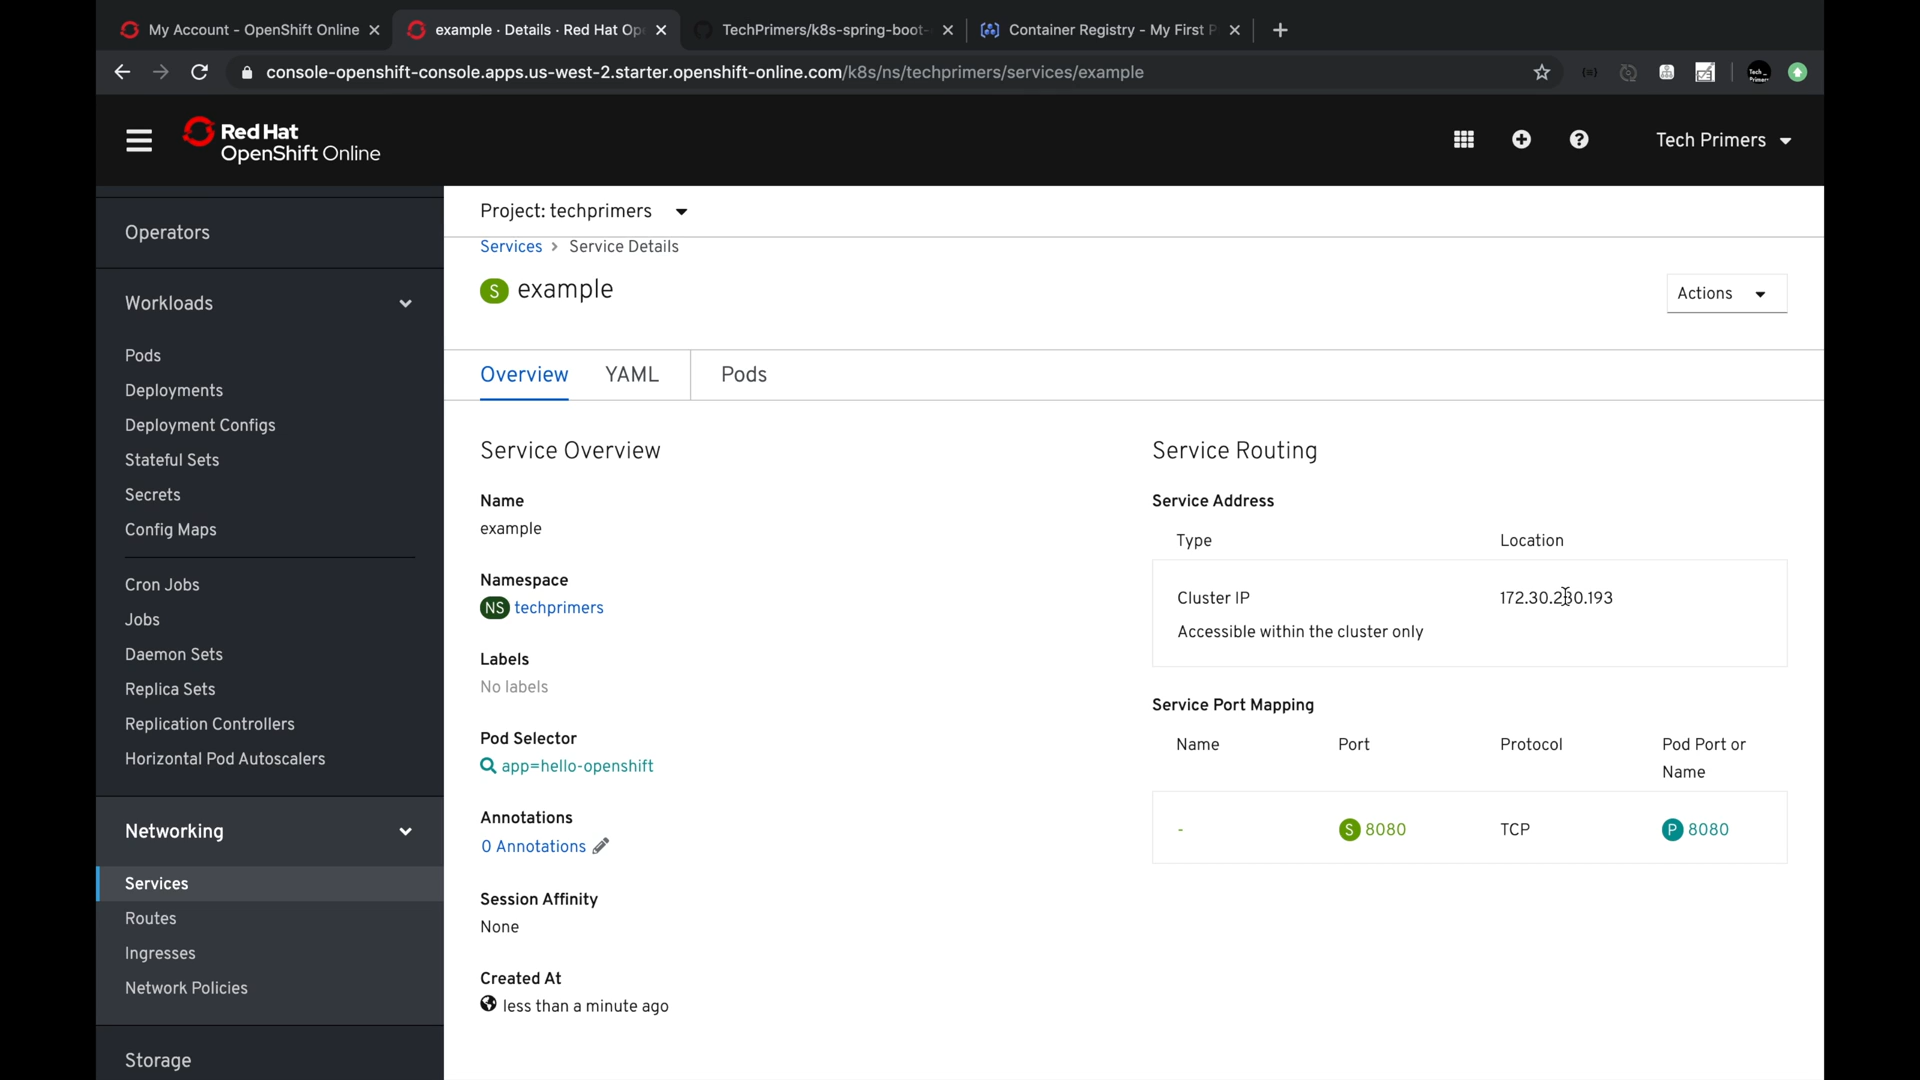 My Account - OpenShift Online
example · Details · Red Hat Op
TechPrimers/k8s-spring-boot-
Container Registry - My First P
console-openshift-console.apps.us-west-2.starter.openshift-online.com/k8s/ns/techprimers/services/example
Red Hat
OpenShift Online
Tech Primers
Operators
Workloads
Pods
Deployments
Deployment Configs
Stateful Sets
Secrets
Config Maps
Cron Jobs
Jobs
Daemon Sets
Replica Sets
Replication Controllers
Horizontal Pod Autoscalers
Networking
Services
Routes
Ingresses
Network Policies
Storage
Project: techprimers
Services > Service Details
S example
Actions
Overview YAML Pods
Service Overview
Name
example
Namespace
NS techprimers
Labels
No labels
Pod Selector
app=hello-openshift
Annotations
0 Annotations
Session Affinity
None
Created At
less than a minute ago
Service Routing
Service Address
Type Location
Cluster IP 172.30.230.193
Accessible within the cluster only
Service Port Mapping
Name Port Protocol Pod Port or
Name
- S 8080 TCP P 8080